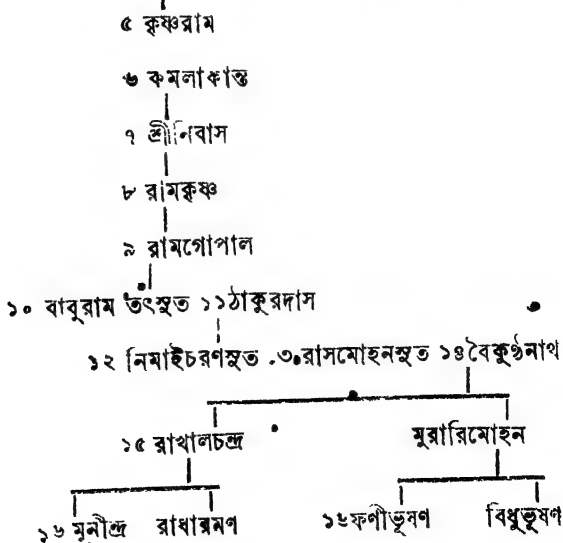 ৫ কৃষ্ণরাম
৬ কমলাকান্ত
৭ শ্রীনিবাস
৮ রামকৃষ্ণ
৯ রামগোপাল
১০ বাবুরাম তৎসুত ১১ঠাকুরদাস
১২ নিমাইচরণসুত .৩.রাসমোহনসুত ১৪বৈকুণ্ঠনাথ
১৫ রাখালচন্দ্র মুরারিমোহন
১৬ মুনীন্দ্র রাধারমণ ১৬ফণীভূষণ বিধুভূষণ